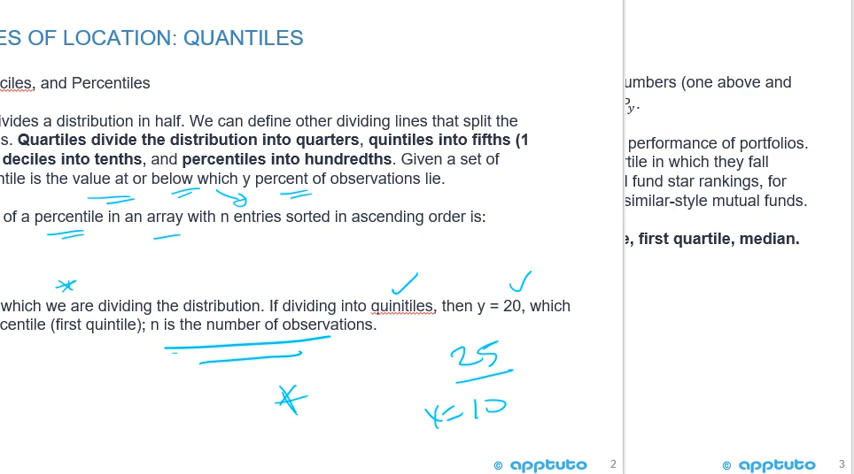 ES OF LOCATION: QUANTILES
ciles, and Percentiles
ivides a distribution in half. We can define other dividing lines that split the
s. Quartiles divide the distribution into quarters, quintiles into fifths (1
deciles into tenths, and percentiles into hundredths. Given a set of
ntile is the value at or below which y percent of observations lie.
of a percentile in an array with n entries sorted in ascending order is:
which we are dividing the distribution. If dividing into quinitiles, then y = 20, which
centile (first quintile); n is the number of observations.
25
y=10
© apptuto 2
umbers (one above and
Py.
performance of portfolios.
rtile in which they fall
l fund star rankings, for
similar-style mutual funds.
e, first quartile, median.
© apptuto 3